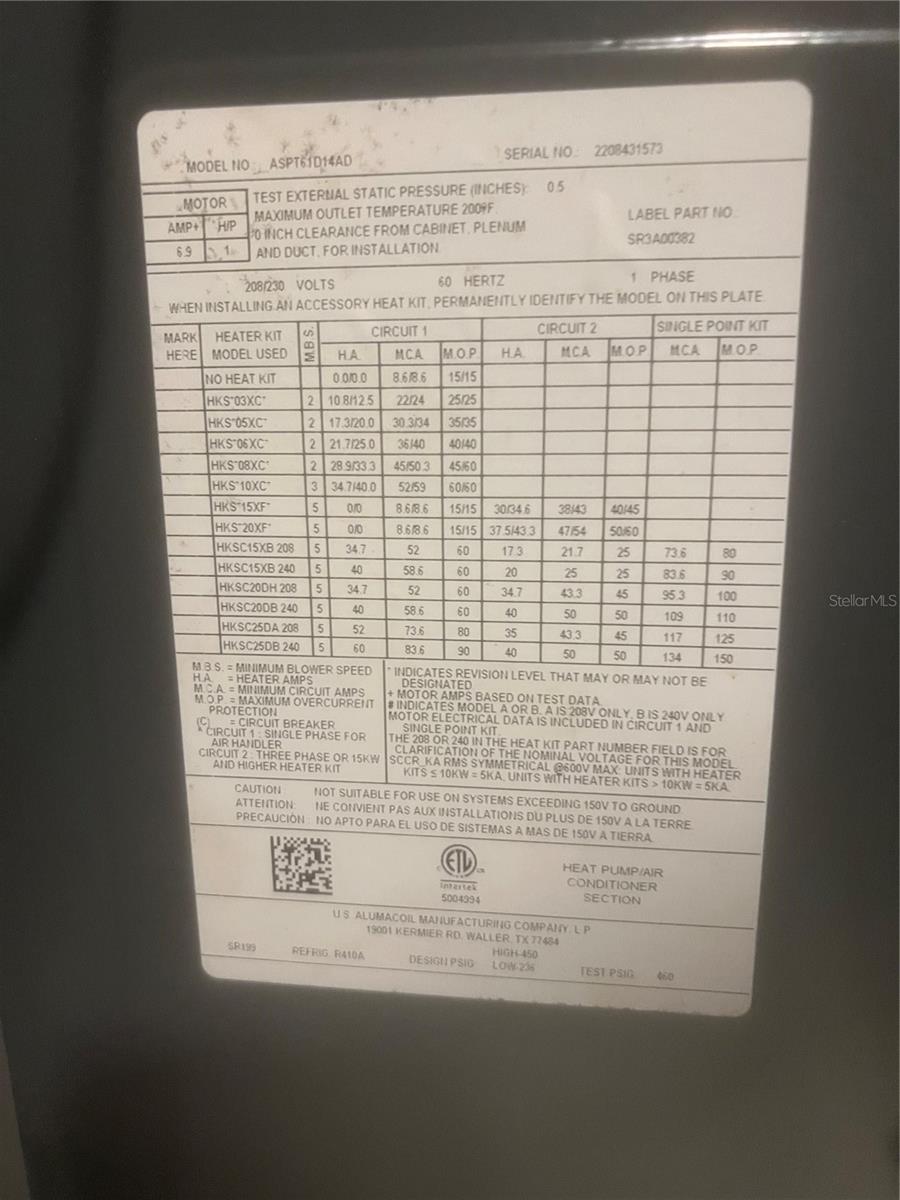 MODEL NO.: ASPT61D14AD SERIAL NO.: 2208431573
MOTOR
AMP+ H/P
6.9 1
TEST EXTERNAL STATIC PRESSURE (INCHES): 0.5
MAXIMUM OUTLET TEMPERATURE 200ºF.
0 INCH CLEARANCE FROM CABINET, PLENUM
AND DUCT, FOR INSTALLATION.
LABEL PART NO.:
SR3A00382
208/230 VOLTS 60 HERTZ 1 PHASE
WHEN INSTALLING AN ACCESSORY HEAT KIT, PERMANENTLY IDENTIFY THE MODEL ON THIS PLATE.
MARK HERE HEATER KIT MODEL USED M.B.S. CIRCUIT 1 CIRCUIT 2 SINGLE POINT KIT
H.A. M.C.A. M.O.P. H.A. M.C.A. M.O.P. M.C.A. M.O.P.
NO HEAT KIT 0.0/0.0 8.6/8.6 15/15
HKS*03XC* 2 10.8/12.5 22/24 25/25
HKS*05XC* 2 17.3/20.0 30.3/34 35/35
HKS*06XC* 2 21.7/25.0 36/40 40/40
HKS*08XC* 2 28.9/33.3 45/50.3 45/60
HKS*10XC* 3 34.7/40.0 52/59 60/60
HKS*15XF* 5 0/0 8.6/8.6 15/15 30/34.6 38/43 40/45
HKS*20XF* 5 0/0 8.6/8.6 15/15 37.5/43.3 47/54 50/60
HKSC15XB 208 5 34.7 52 60 17.3 21.7 25 73.6 80
HKSC15XB 240 5 40 58.6 60 20 25 25 83.6 90
HKSC20DH 208 5 34.7 52 60 34.7 43.3 45 95.3 100
HKSC20DB 240 5 40 58.6 60 40 50 50 109 110
HKSC25DA 208 5 52 73.6 80 35 43.3 45 117 125
HKSC25DB 240 5 60 83.6 90 40 50 50 134 150
M.B.S. = MINIMUM BLOWER SPEED
H.A. = HEATER AMPS
M.C.A. = MINIMUM CIRCUIT AMPS
M.O.P. = MAXIMUM OVERCURRENT
PROTECTION
(C) = CIRCUIT BREAKER
* CIRCUIT 1 : SINGLE PHASE FOR
AIR HANDLER
CIRCUIT 2 : THREE PHASE OR 15KW
AND HIGHER HEATER KIT
* INDICATES REVISION LEVEL THAT MAY OR MAY NOT BE
DESIGNATED
+ MOTOR AMPS BASED ON TEST DATA.
# INDICATES MODEL A OR B. A IS 208V ONLY, B IS 240V ONLY
MOTOR ELECTRICAL DATA IS INCLUDED IN CIRCUIT 1 AND
SINGLE POINT KIT.
THE 208 OR 240 IN THE HEAT KIT PART NUMBER FIELD IS FOR
CLARIFICATION OF THE NOMINAL VOLTAGE FOR THIS MODEL.
SCCR_KA RMS SYMMETRICAL @600V MAX: UNITS WITH HEATER
KITS ≤ 10KW = 5KA, UNITS WITH HEATER KITS > 10KW = 5KA.
CAUTION NOT SUITABLE FOR USE ON SYSTEMS EXCEEDING 150V TO GROUND
ATTENTION: NE CONVIENT PAS AUX INSTALLATIONS DU PLUS DE 150V A LA TERRE
PRECAUCIÓN: NO APTO PARA EL USO DE SISTEMAS A MAS DE 150V A TIERRA.
ETL
Intertek
5004994
HEAT PUMP/AIR
CONDITIONER
SECTION
U.S. ALUMACOIL MANUFACTURING COMPANY, L.P.
19001 KERMIER RD, WALLER, TX 77484
SR199 REFRIG. R410A DESIGN PSIG HIGH-450
LOW-236 TEST PSIG 460
StellarMLS